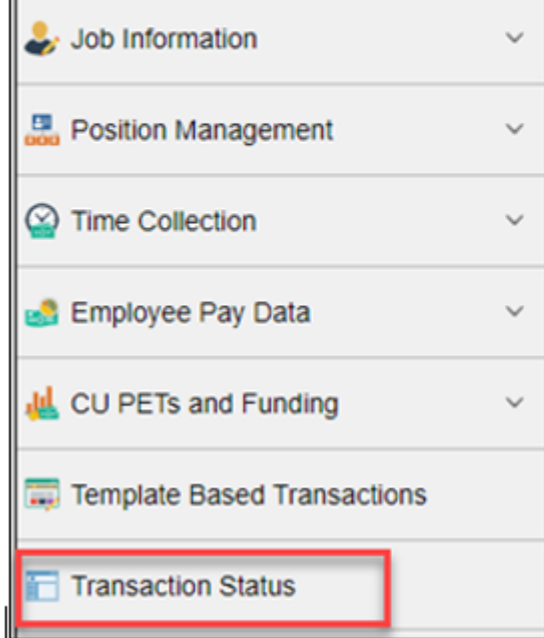 Job Information
Position Management
Time Collection
Employee Pay Data
CU PETs and Funding
Template Based Transactions
Transaction Status